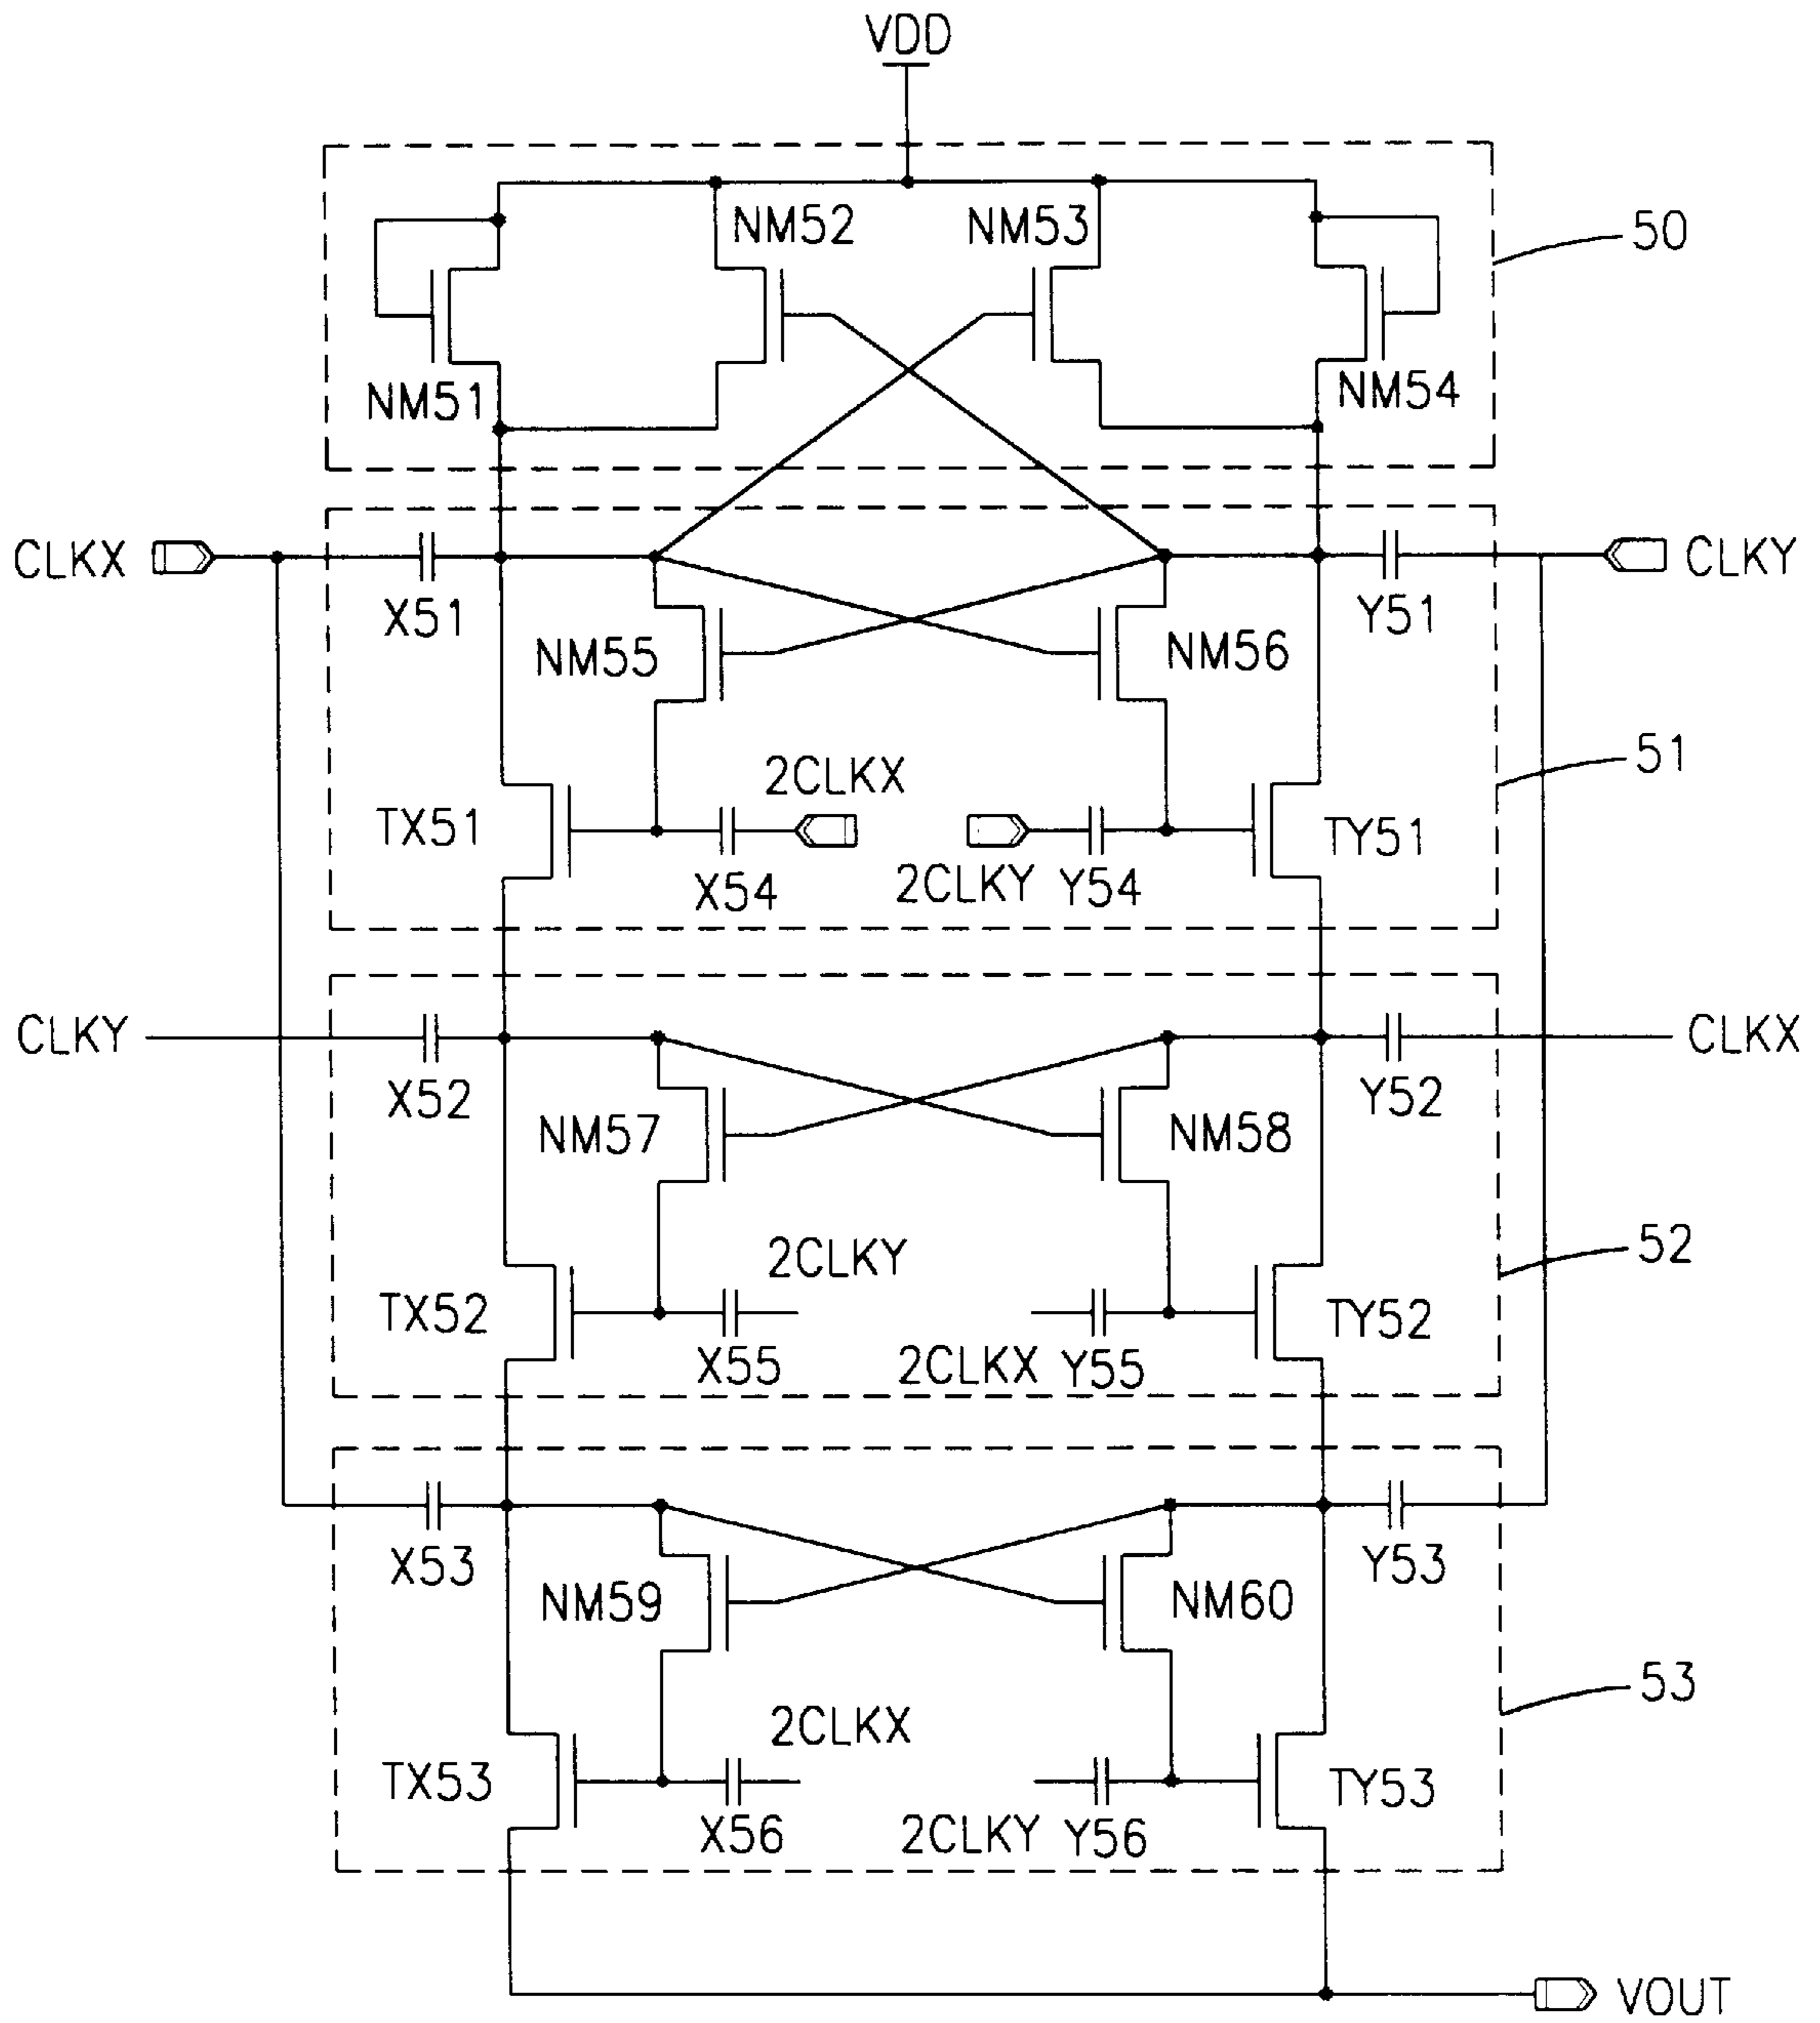 VDD
NM52 NM53
50
NM51 NM54
CLKX CLKY
X51 Y51
NM55 NM56
51
2CLKX
TX51 TY51
X54 2CLKY Y54
CLKY CLKX
X52 Y52
NM57 NM58
52
2CLKY
TX52 TY52
X55 2CLKX Y55
X53 Y53
NM59 NM60
53
2CLKX
TX53 TY53
X56 2CLKY Y56
VOUT